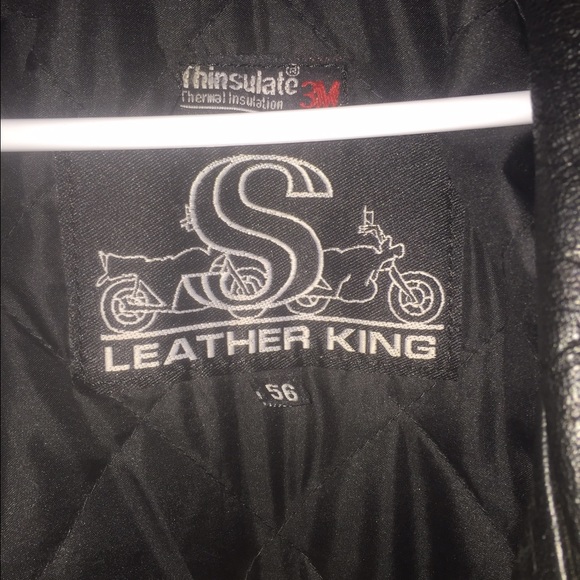 Thinsulate® 3M
Thermal Insulation
S
LEATHER KING
56